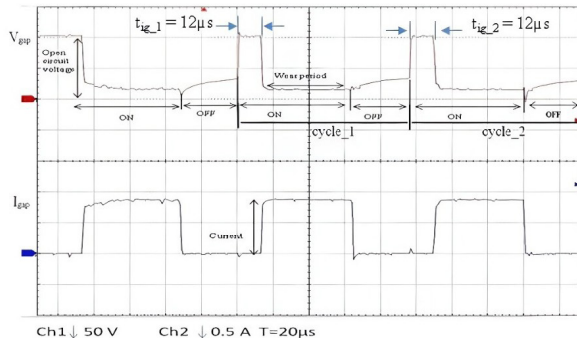 t_ig_1 = 12µs
t_ig_2 = 12µs
V_gap
Open
circuit
voltage
Wear period
ON
OFF
ON
OFF
ON
OFF
cycle_1
cycle_2
I_gap
Current
Ch1 ↓ 50 V Ch2 ↓ 0.5 A T=20µs